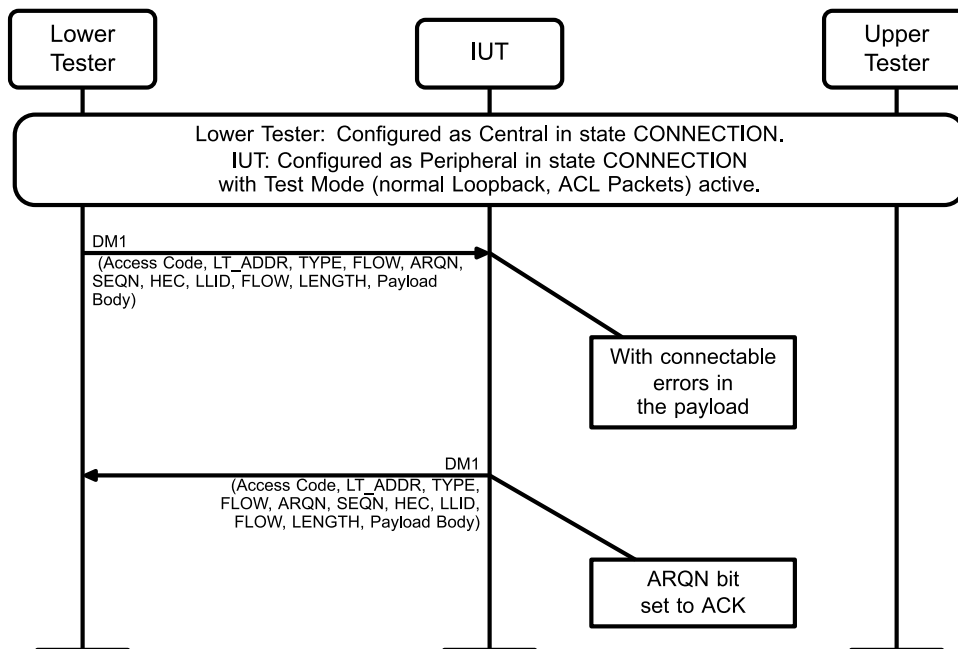 Lower
Tester
IUT
Upper
Tester
Lower Tester: Configured as Central in state CONNECTION.
IUT: Configured as Peripheral in state CONNECTION
with Test Mode (normal Loopback, ACL Packets) active.
DM1
(Access Code, LT_ADDR, TYPE, FLOW, ARQN,
SEQN, HEC, LLID, FLOW, LENGTH, Payload
Body)
With connectable
errors in
the payload
DM1
(Access Code, LT_ADDR, TYPE,
FLOW, ARQN, SEQN, HEC, LLID,
FLOW, LENGTH, Payload Body)
ARQN bit
set to ACK